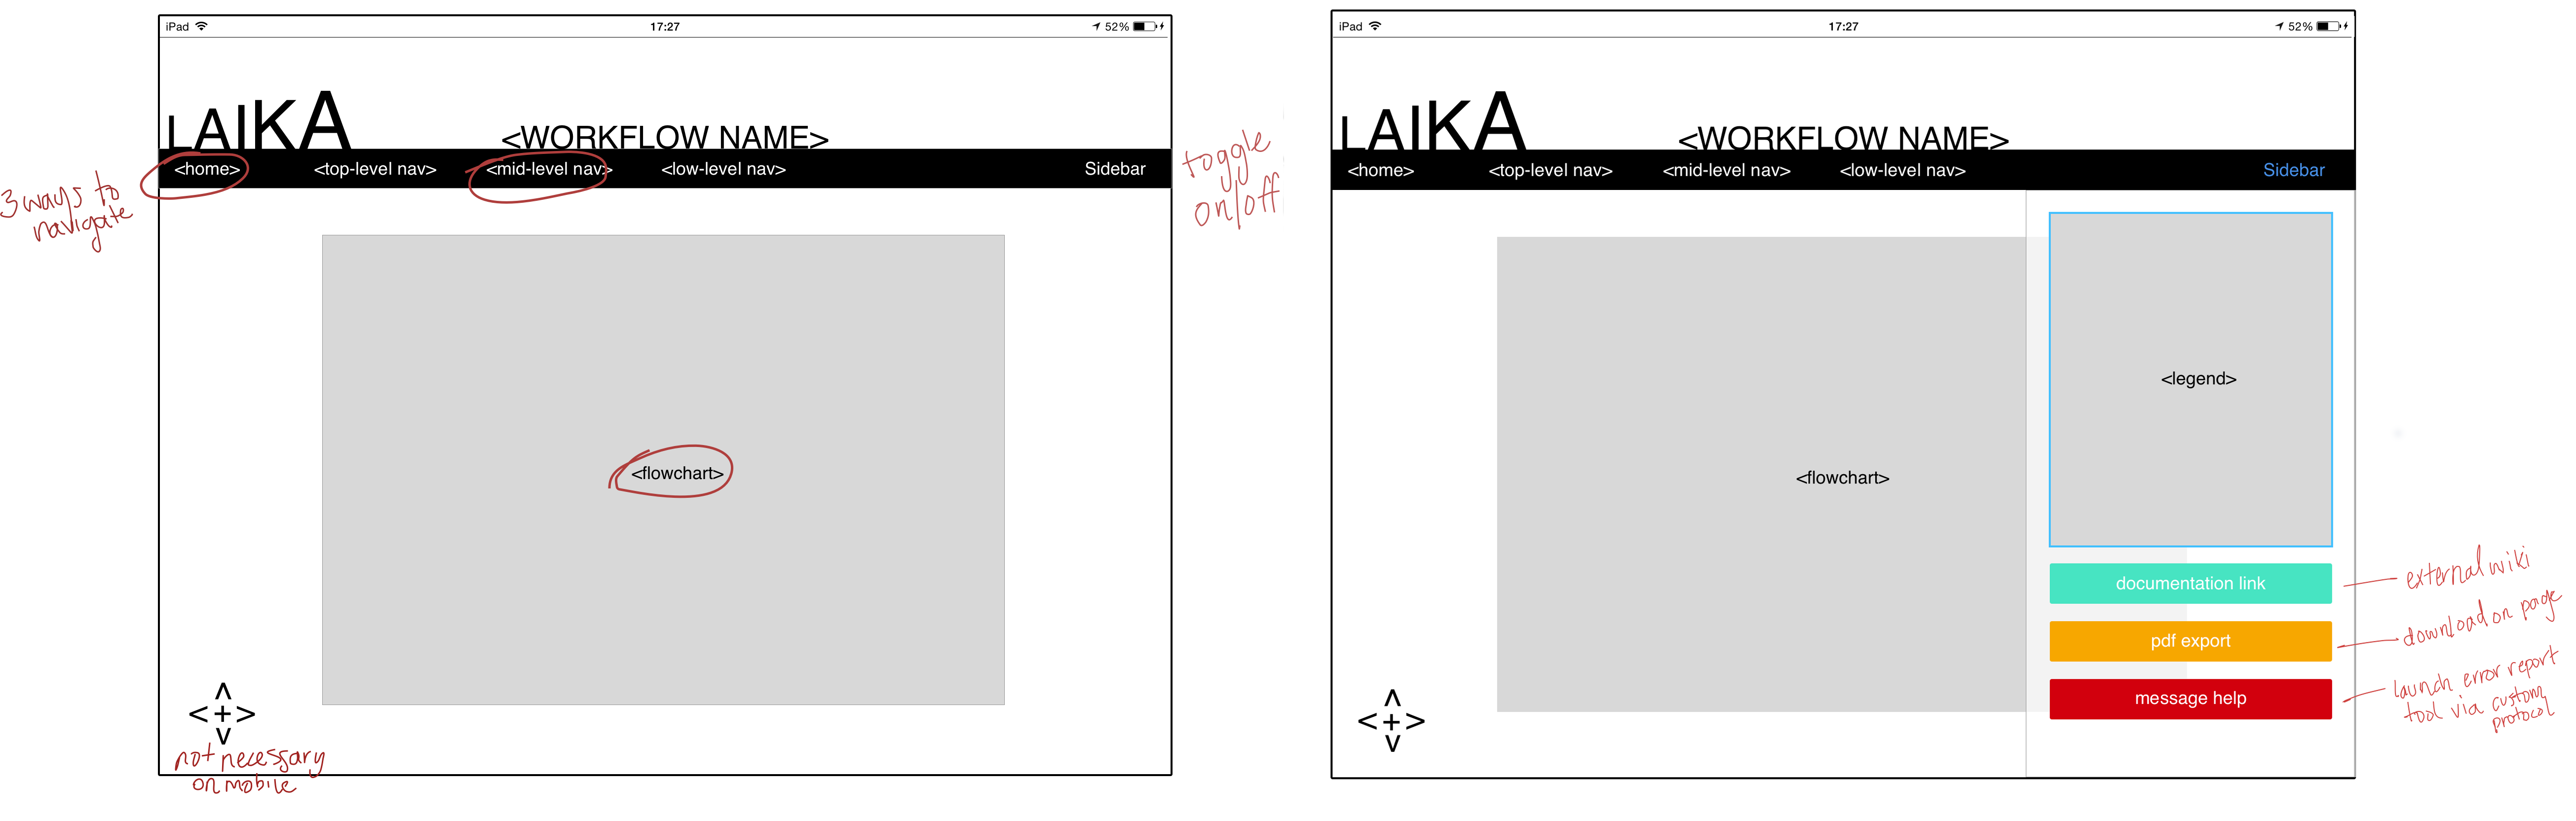 iPad 17:27 52%
LAIKA <WORKFLOW NAME>
<home> <top-level nav> <mid-level nav> <low-level nav> Sidebar
3 ways to
navigate
<flowchart>
<+>
not necessary
on mobile
toggle
on/off
iPad 17:27 52%
LAIKA <WORKFLOW NAME>
<home> <top-level nav> <mid-level nav> <low-level nav> Sidebar
<flowchart>
<legend>
documentation link
external wiki
pdf export
download on page
message help
launch error report
tool via custom
protocol
<+>